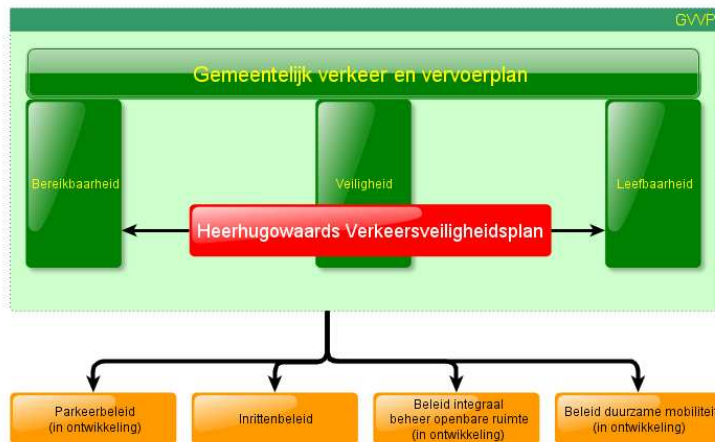 GVVP
Gemeentelijk verkeer en vervoerplan
Bereikbaarheid
Veiligheid
Leefbaarheid
Heerhugowaards Verkeersveiligheidsplan
Parkeerbeleid
(in ontwikkeling)
Inrittenbeleid
Beleid integraal
beheer openbare ruimte
(in ontwikkeling)
Beleid duurzame mobiliteit
(in ontwikkeling)